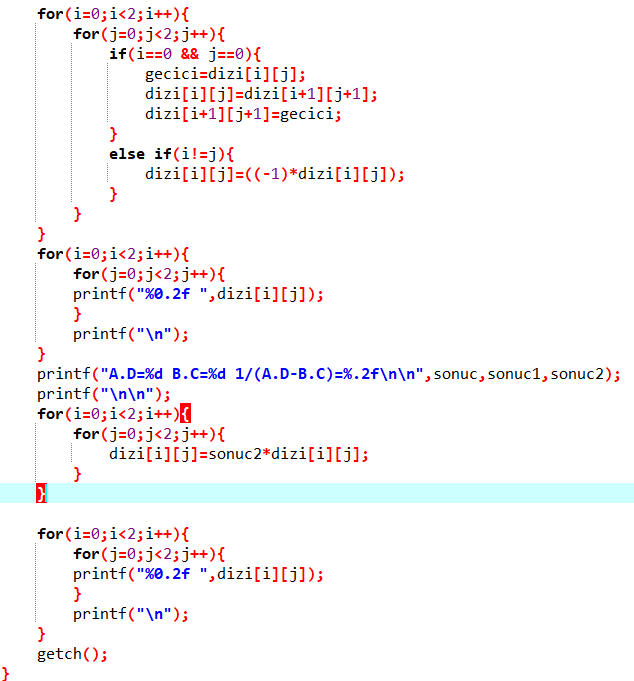 for(i=0;i<2;i++){
for(j=0;j<2;j++){
if(i==0 && j==0){
gecici=dizi[i][j];
dizi[i][j]=dizi[i+1][j+1];
dizi[i+1][j+1]=gecici;
}
else if(i!=j){
dizi[i][j]=((-1)*dizi[i][j]);
}
}
}
for(i=0;i<2;i++){
for(j=0;j<2;j++){
printf("%0.2f ",dizi[i][j]);
}
printf("\n");
}
printf("A.D=%d B.C=%d 1/(A.D-B.C)=%.2f\n\n",sonuc,sonuc1,sonuc2);
printf("\n\n");
for(i=0;i<2;i++){
for(j=0;j<2;j++){
dizi[i][j]=sonuc2*dizi[i][j];
}
}
for(i=0;i<2;i++){
for(j=0;j<2;j++){
printf("%0.2f ",dizi[i][j]);
}
printf("\n");
}
getch();
}